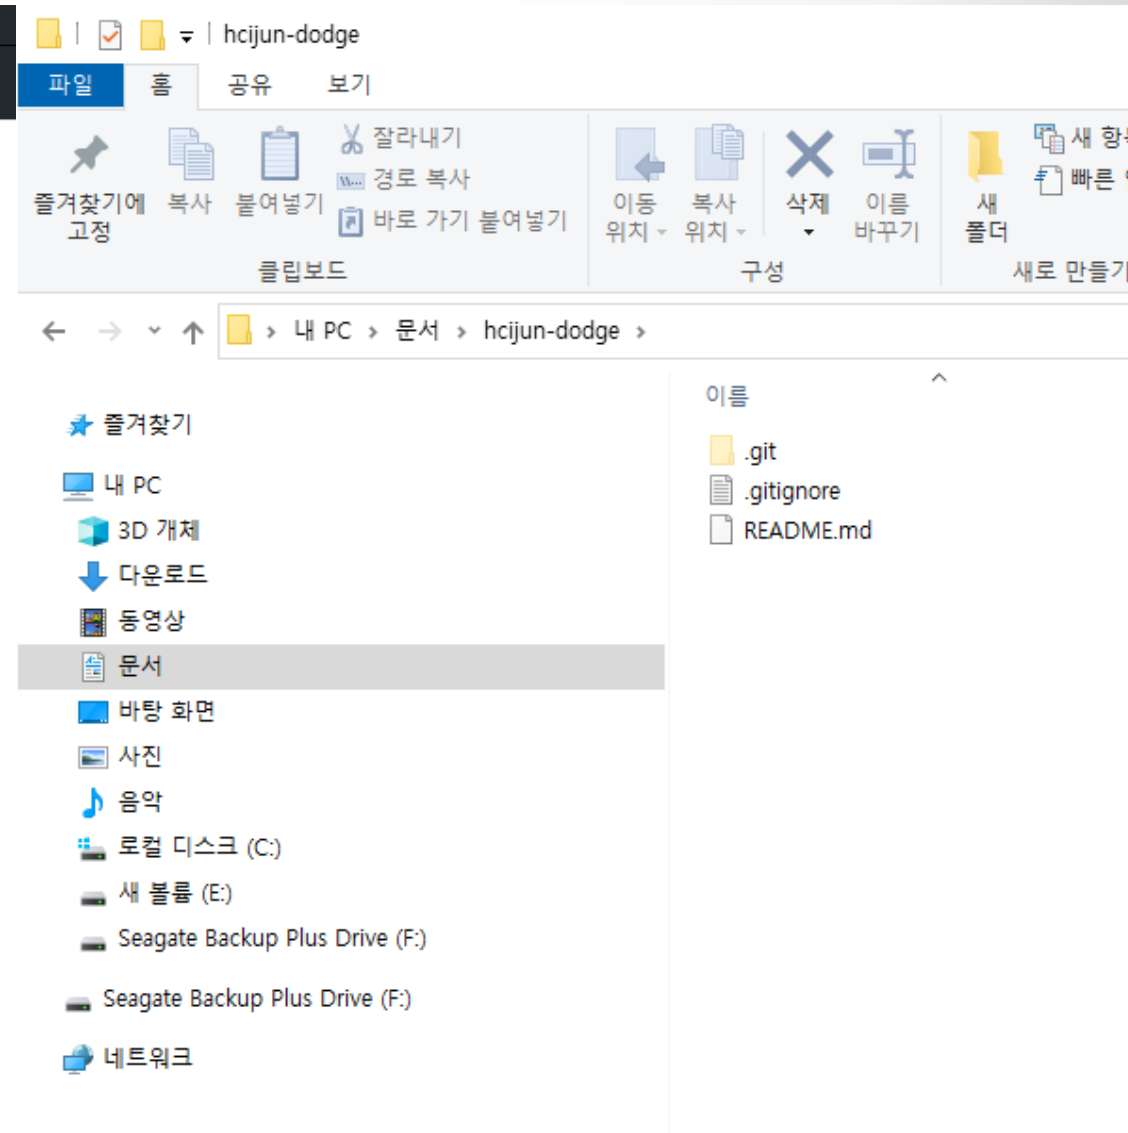 hcijun-dodge
파일 홈 공유 보기
즐겨찾기에 고정
복사
붙여넣기
잘라내기
경로 복사
바로 가기 붙여넣기
클립보드
이동 위치
복사 위치
삭제
이름 바꾸기
구성
새 폴더
새
빠른
새로 만들기
내 PC 문서 hcijun-dodge
이름
.git
.gitignore
README.md
즐겨찾기
내 PC
3D 개체
다운로드
동영상
문서
바탕 화면
사진
음악
로컬 디스크 (C:)
새 볼륨 (E:)
Seagate Backup Plus Drive (F:)
Seagate Backup Plus Drive (F:)
네트워크